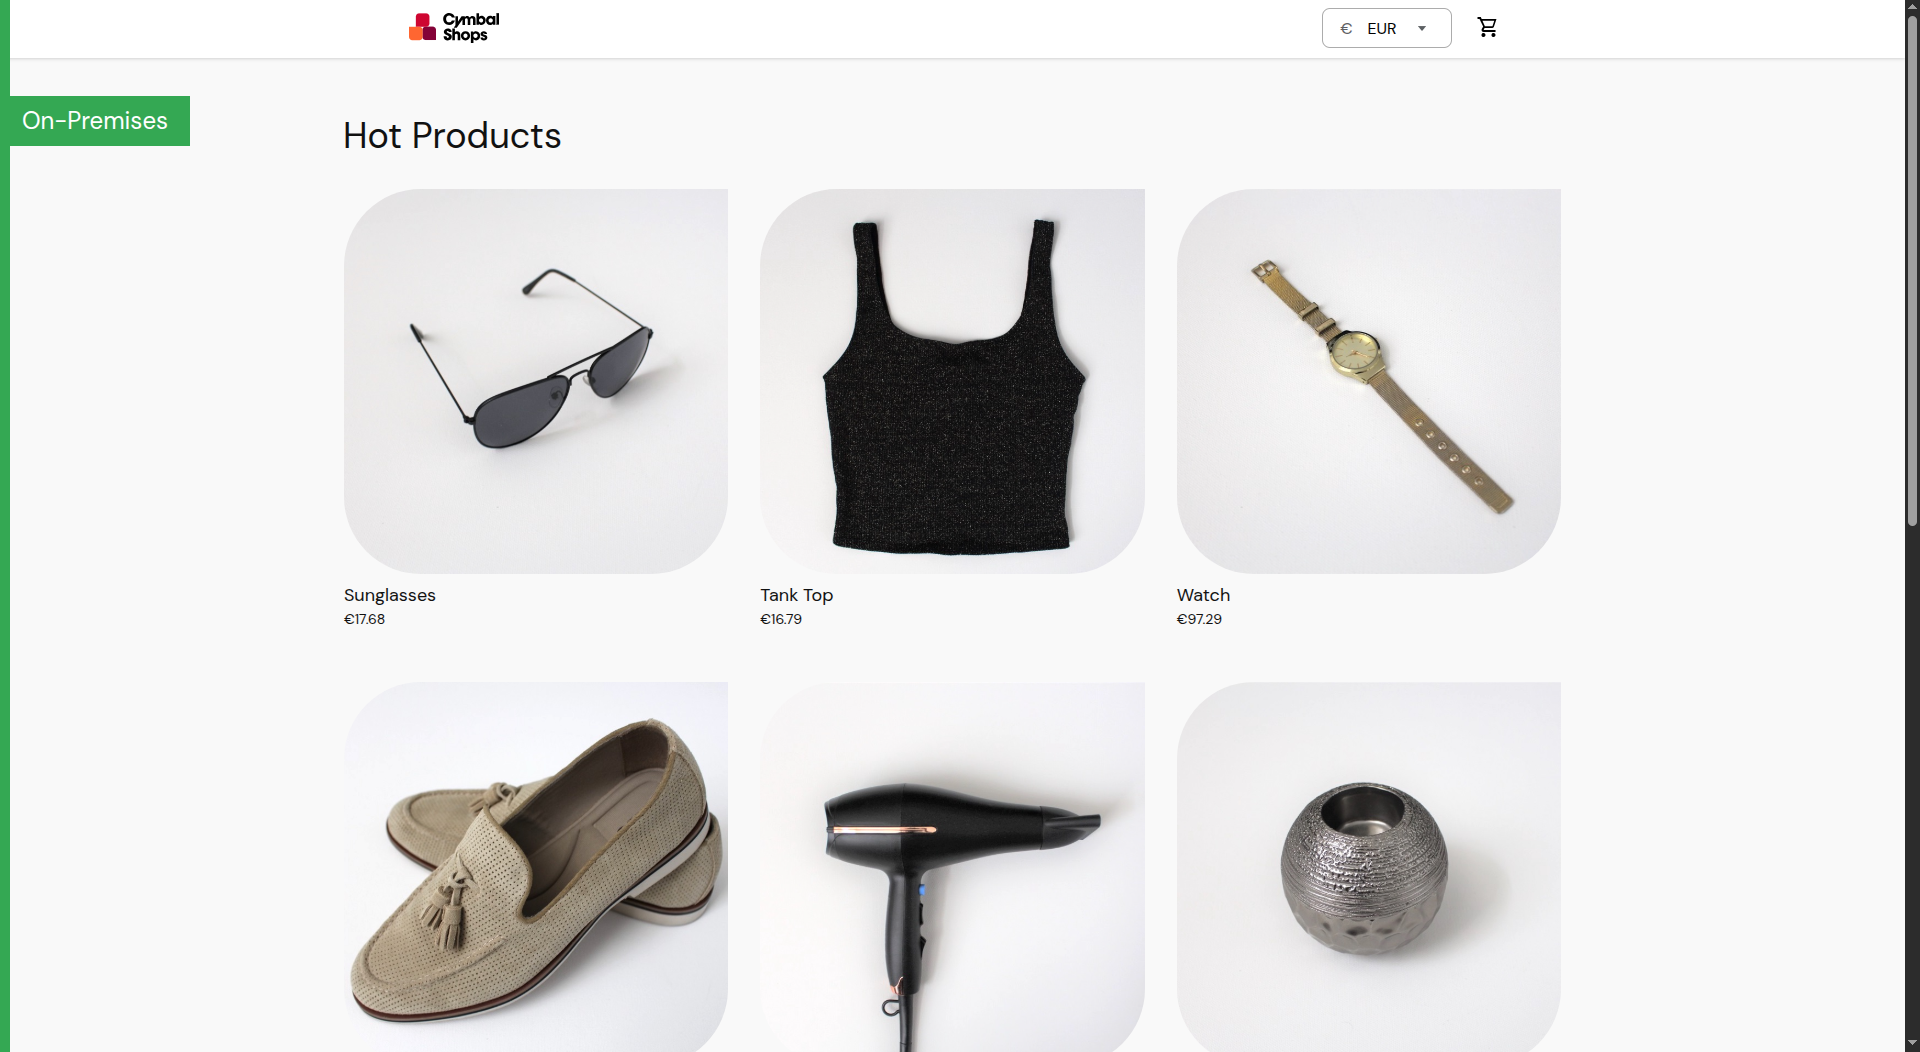 Cymbal
Shops
€ EUR
On-Premises
Hot Products
Sunglasses
€17.68
Tank Top
€16.79
Watch
€97.29